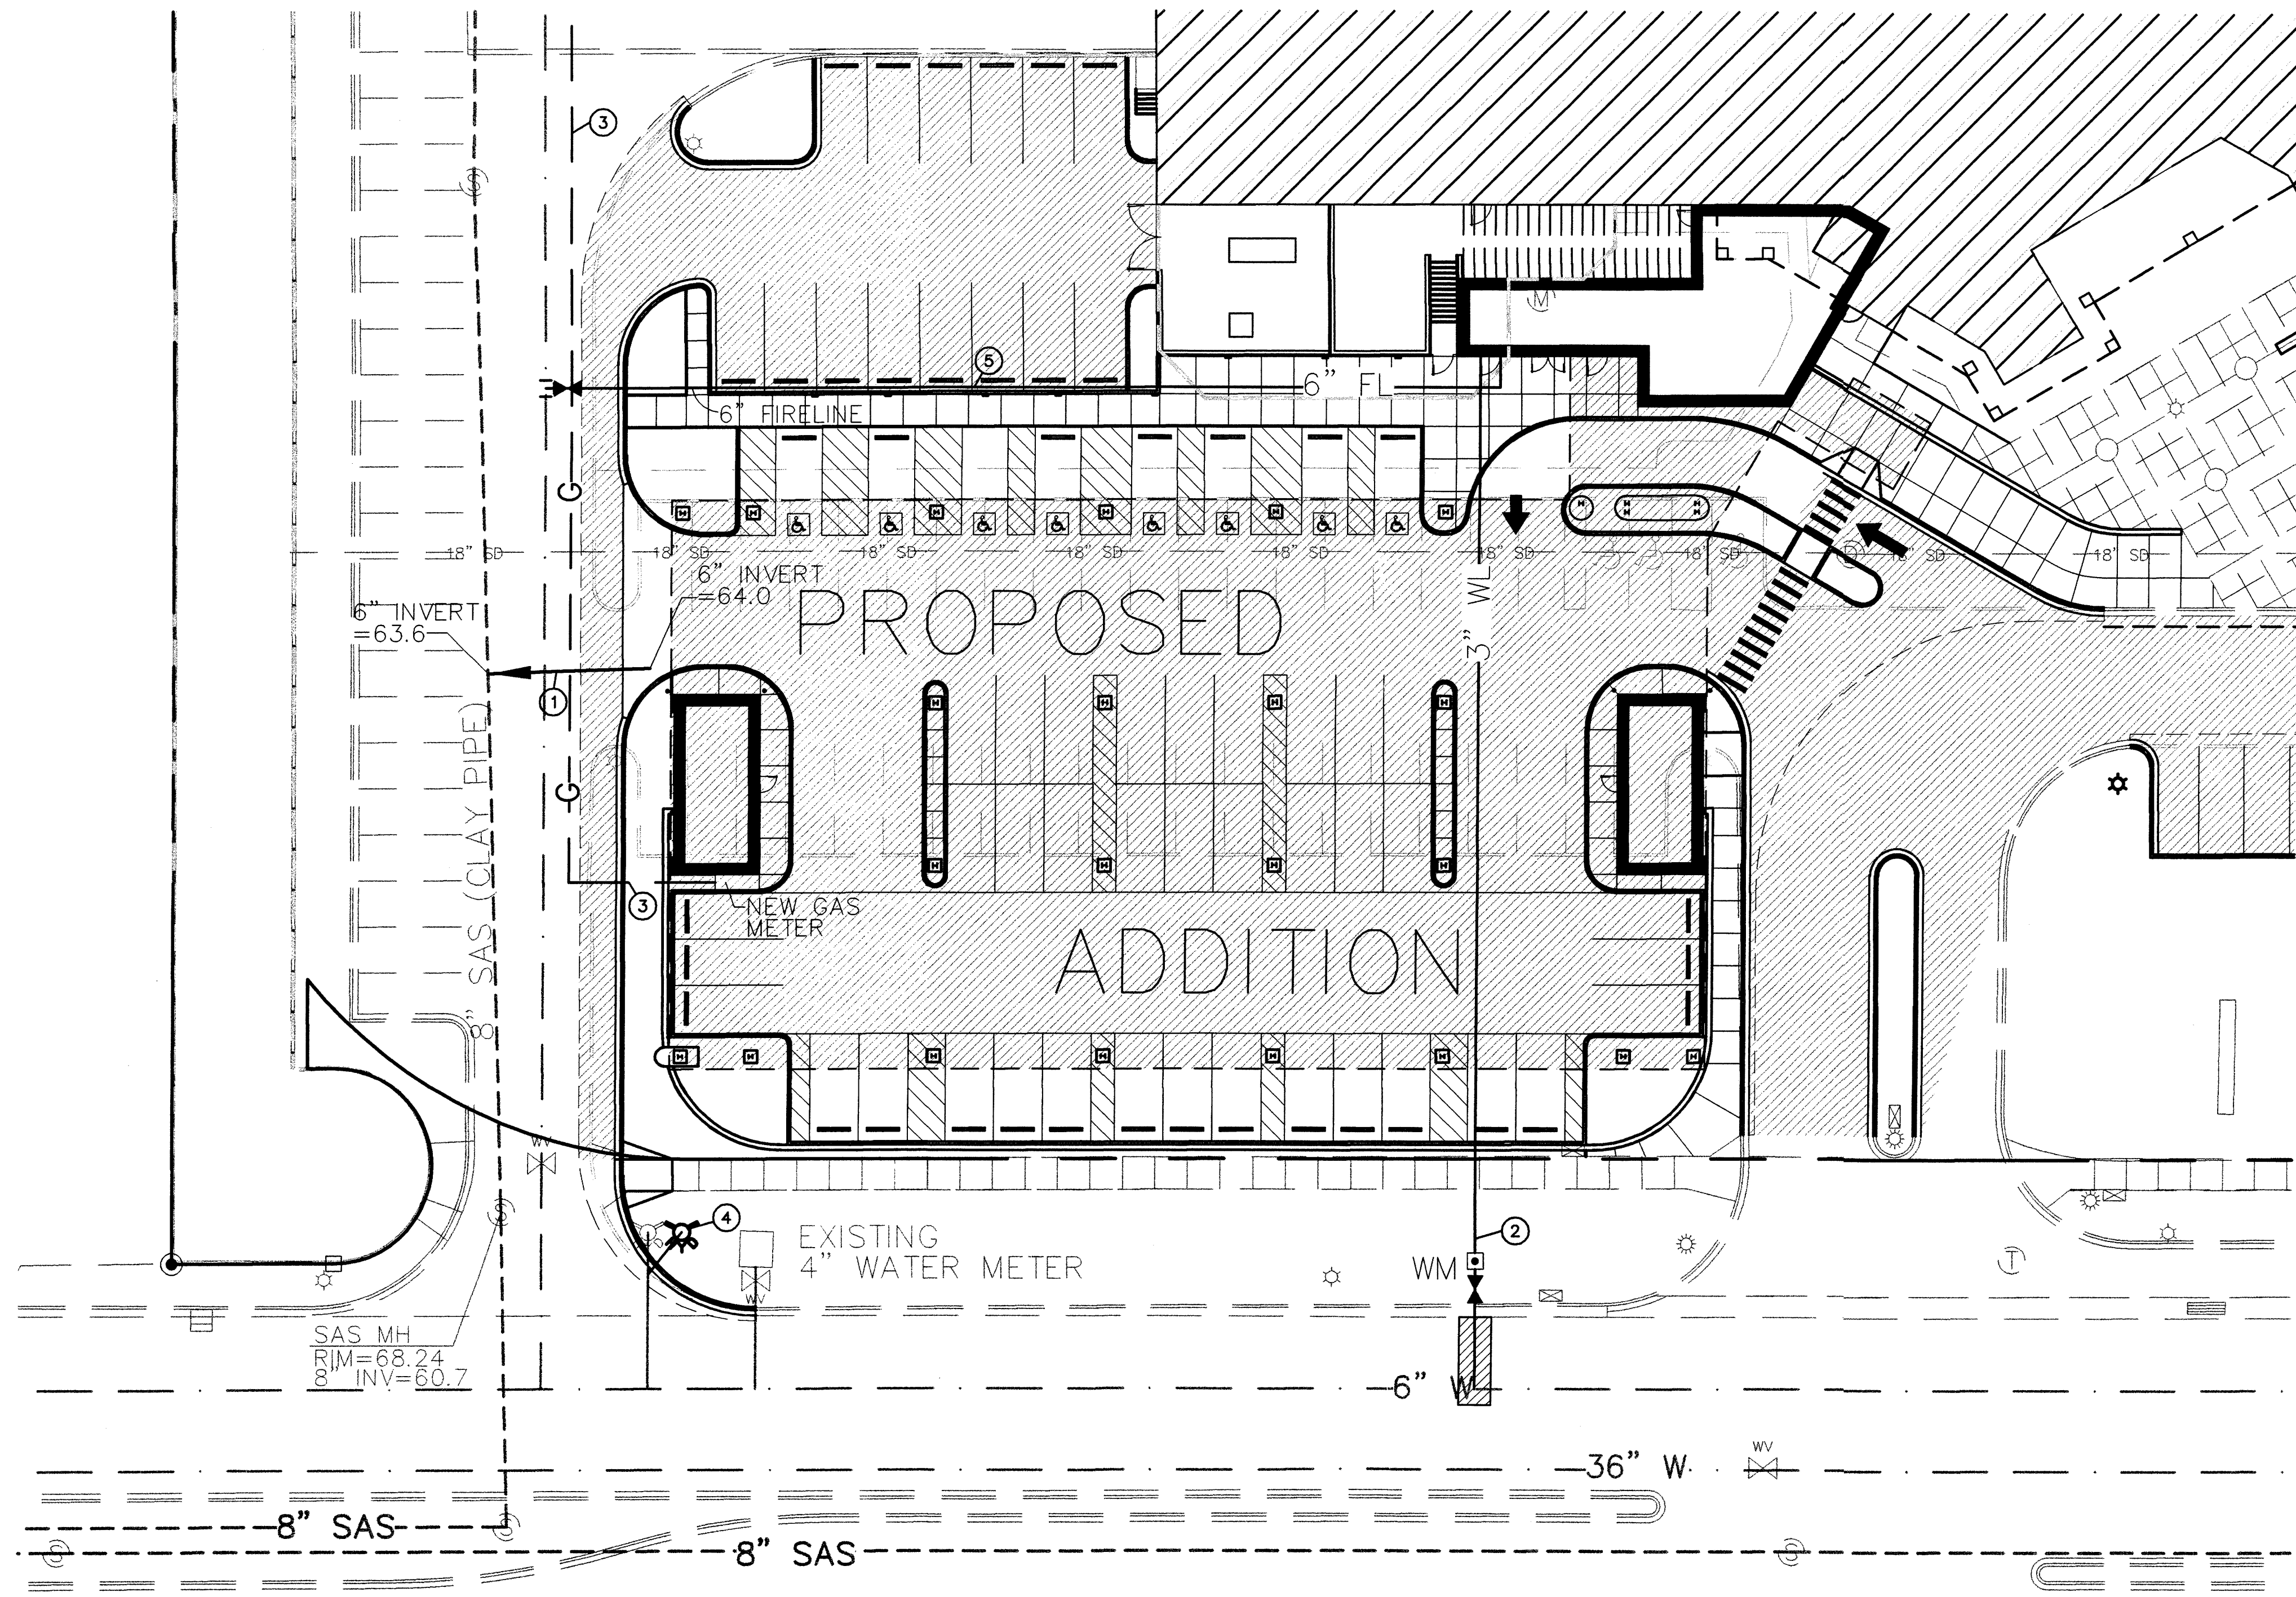 3
M
5
6" FL
6" FIRELINE
G
18" SD
18" SD
18" SD
18" SD
18" SD
18" SD
18" SD
18" SD
18" SD
D
6" INVERT
=64.0
6" INVERT
=63.6
PROPOSED
3" WL
1
8" SAS (CLAY PIPE)
G
3
NEW GAS
METER
ADDITION
WV
S
4
EXISTING
4" WATER METER
WV
2
WM
T
SAS MH
RIM=68.24
8" INV=60.7
6" W
36" W
WV
8" SAS
8" SAS